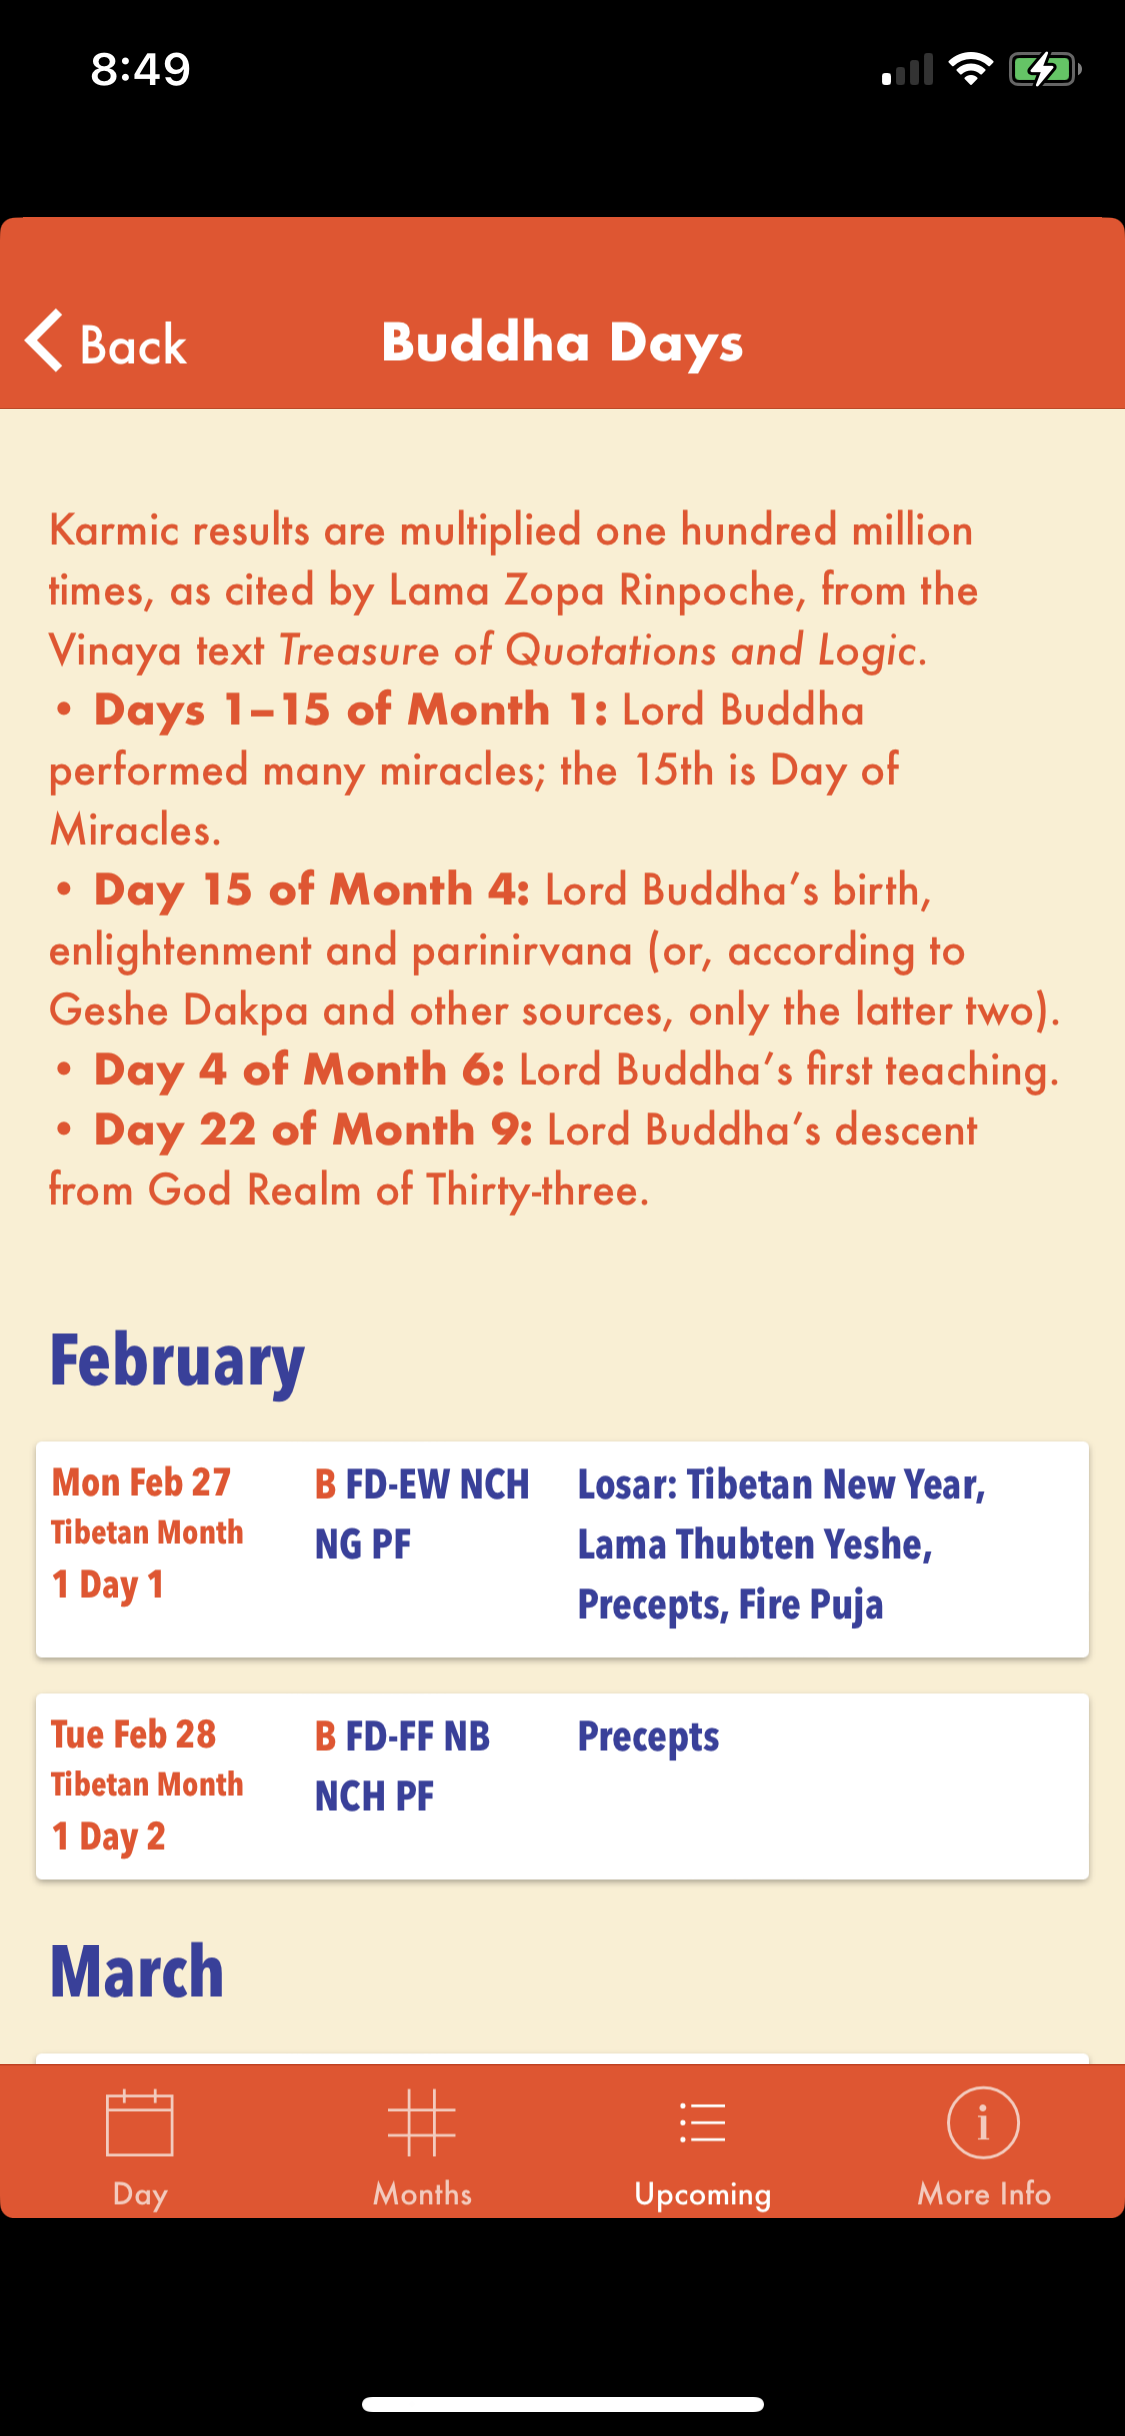 8:49
Back
Buddha Days
Karmic results are multiplied one hundred million
times, as cited by Lama Zopa Rinpoche, from the
Vinaya text Treasure of Quotations and Logic.
• Days 1–15 of Month 1: Lord Buddha
performed many miracles; the 15th is Day of
Miracles.
• Day 15 of Month 4: Lord Buddha’s birth,
enlightenment and parinirvana (or, according to
Geshe Dakpa and other sources, only the latter two).
• Day 4 of Month 6: Lord Buddha’s first teaching.
• Day 22 of Month 9: Lord Buddha’s descent
from God Realm of Thirty-three.
February
Mon Feb 27
Tibetan Month
1 Day 1
B FD-EW NCH
NG PF
Losar: Tibetan New Year,
Lama Thubten Yeshe,
Precepts, Fire Puja
Tue Feb 28
Tibetan Month
1 Day 2
B FD-FF NB
NCH PF
Precepts
March
Day
Months
Upcoming
More Info